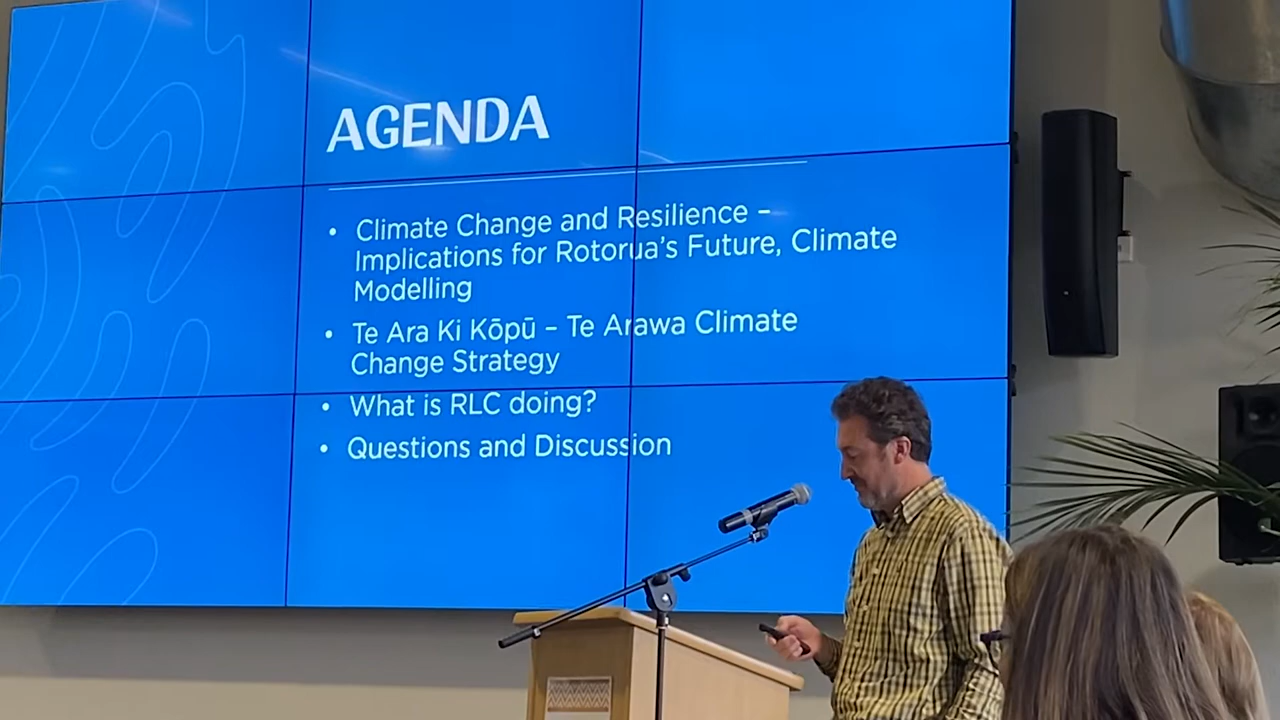 AGENDA
• Climate Change and Resilience –
Implications for Rotorua's Future, Climate
Modelling
• Te Ara Ki Kōpū – Te Arawa Climate
Change Strategy
• What is RLC doing?
• Questions and Discussion